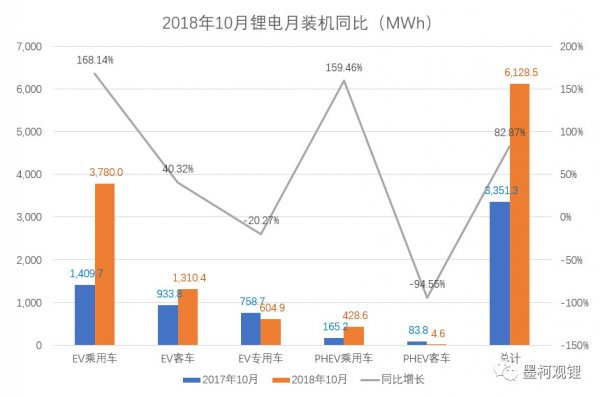 2018年10月锂电月装机同比（MWh）
7,000 200%
6,000 150%
5,000 100%
4,000 50%
3,000 0%
2,000 -50%
1,000 -100%
0 -150%
168.14% 40.32% -20.27% 159.46% -94.55% 82.87%
1,409.7 933.8 758.7 165.2 83.8 3,351.3
3,780.0 1,310.4 604.9 428.6 4.6 6,128.5
EV乘用车 EV客车 EV专用车 PHEV乘用车 PHEV客车 总计
2017年10月 2018年10月 同比增长
墨柯观锂